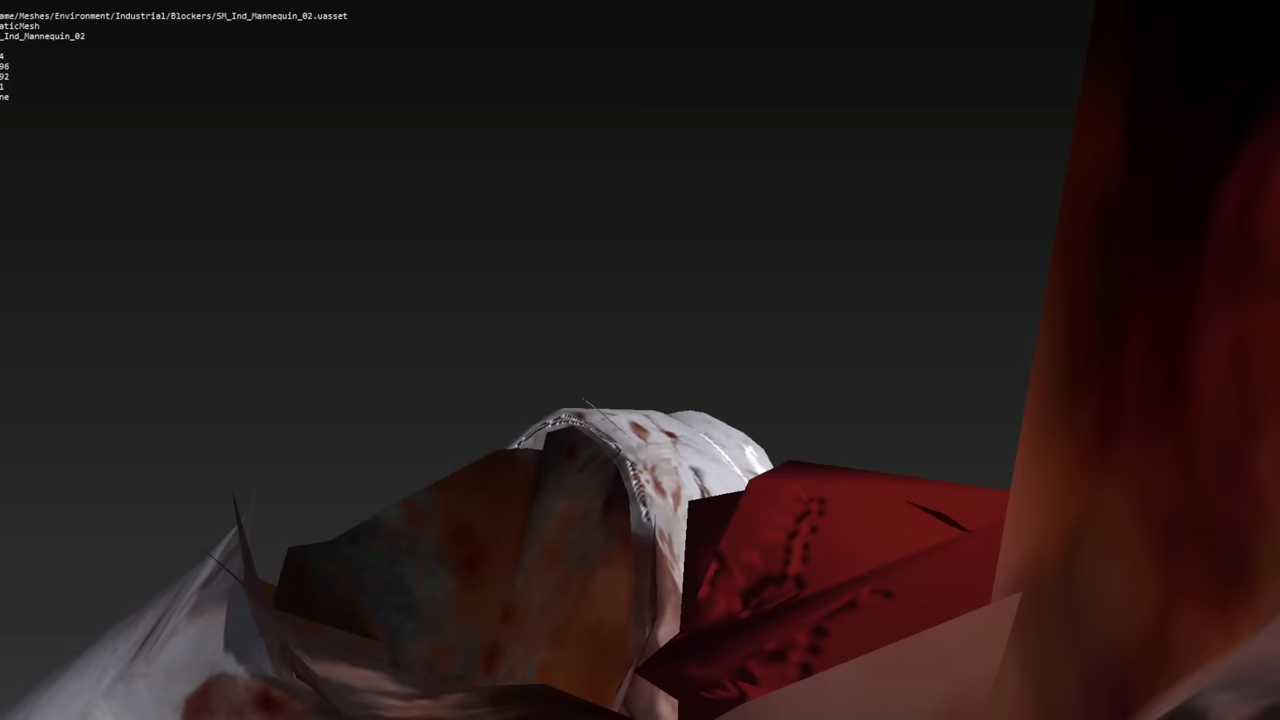 ame/Meshes/Environment/Industrial/Blockers/SM_Ind_Mannequin_02.uasset
aticMesh
_Ind_Mannequin_02
4
96
92
1
ne